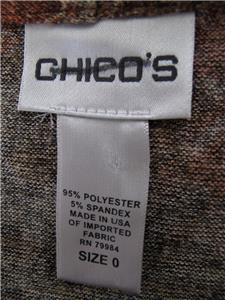 CHICO'S
95% POLYESTER
5% SPANDEX
MADE IN USA
OF IMPORTED
FABRIC
RN 79984
SIZE 0